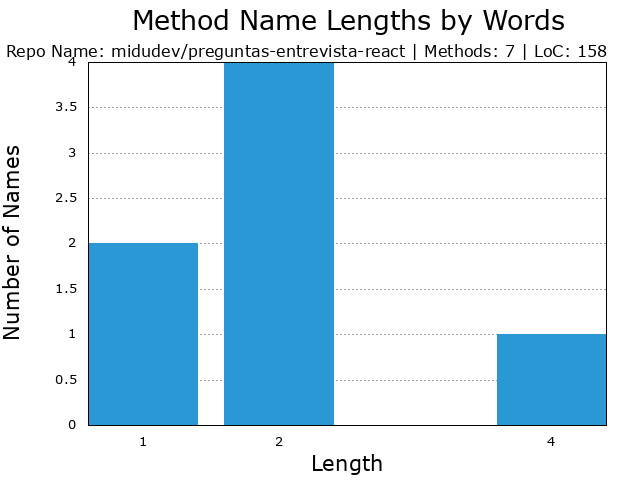 Method Name Lengths by Words
Repo Name: midudev/preguntas-entrevista-react | Methods: 7 | LoC: 158
4
3.5
3
2.5
2
1.5
1
0.5
0
Number of Names
1 2 4
Length